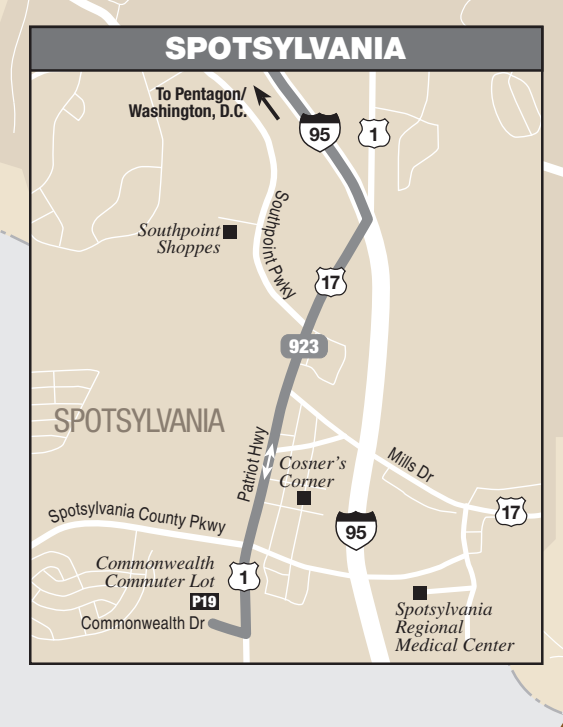 SPOTSYLVANIA
To Pentagon/
Washington, D.C.
95
1
Southpoint
Shoppes
Southpoint Pwky
17
923
SPOTSYLVANIA
Patriot Hwy
Cosner's
Corner
Mills Dr
17
Spotsylvania County Pkwy
95
Commonwealth
Commuter Lot
1
P19
Commonwealth Dr
Spotsylvania
Regional
Medical Center